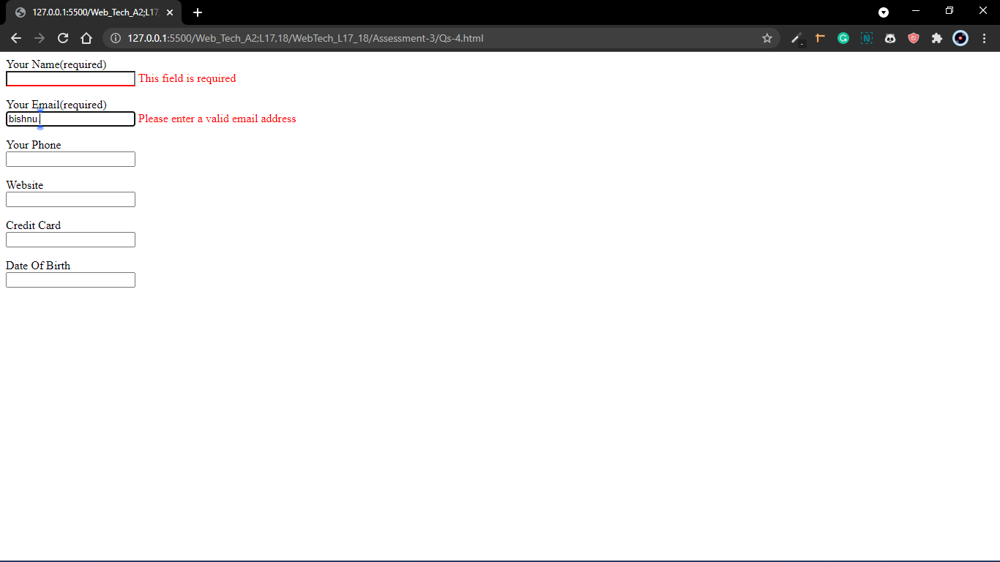 127.0.0.1:5500/Web_Tech_A2;L17
127.0.0.1:5500/Web_Tech_A2;L17,18/WebTech_L17_18/Assessment-3/Qs-4.html
Your Name(required)
This field is required
Your Email(required)
bishnu. Please enter a valid email address
Your Phone
Website
Credit Card
Date Of Birth